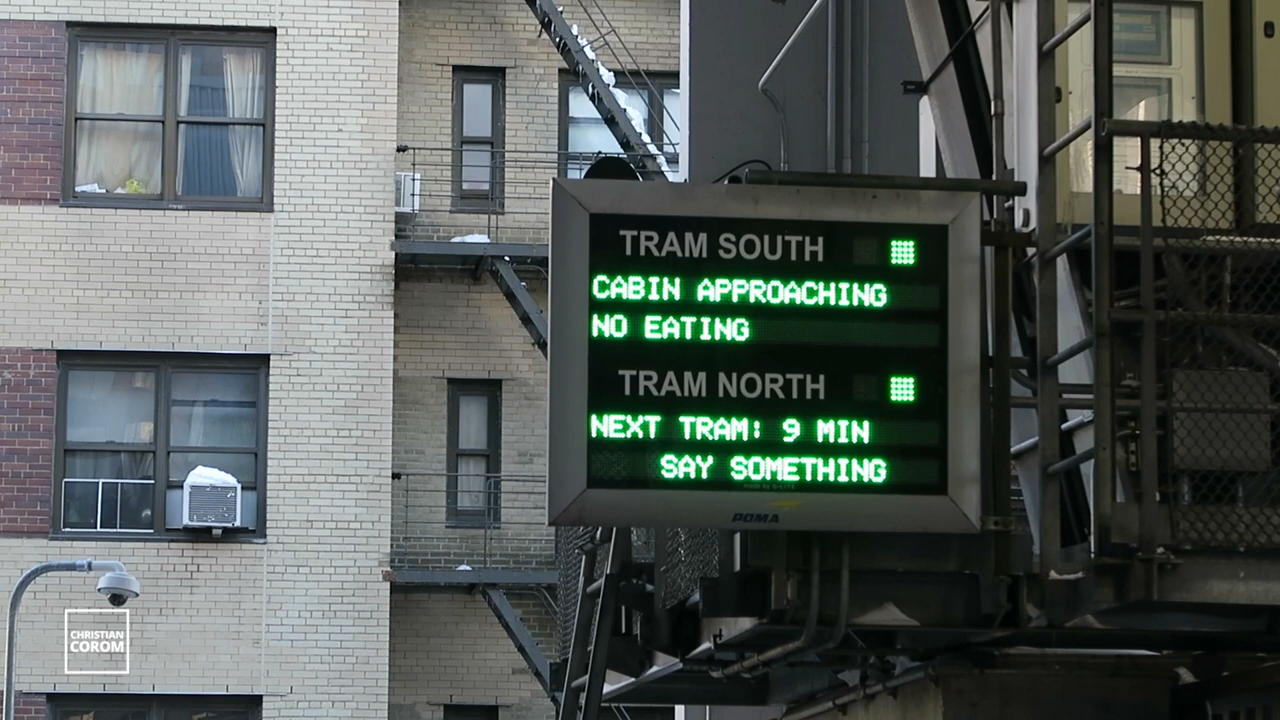 TRAM SOUTH
CABIN APPROACHING
NO EATING
TRAM NORTH
NEXT TRAM: 9 MIN
SAY SOMETHING
POMA
CHRISTIAN
COROM